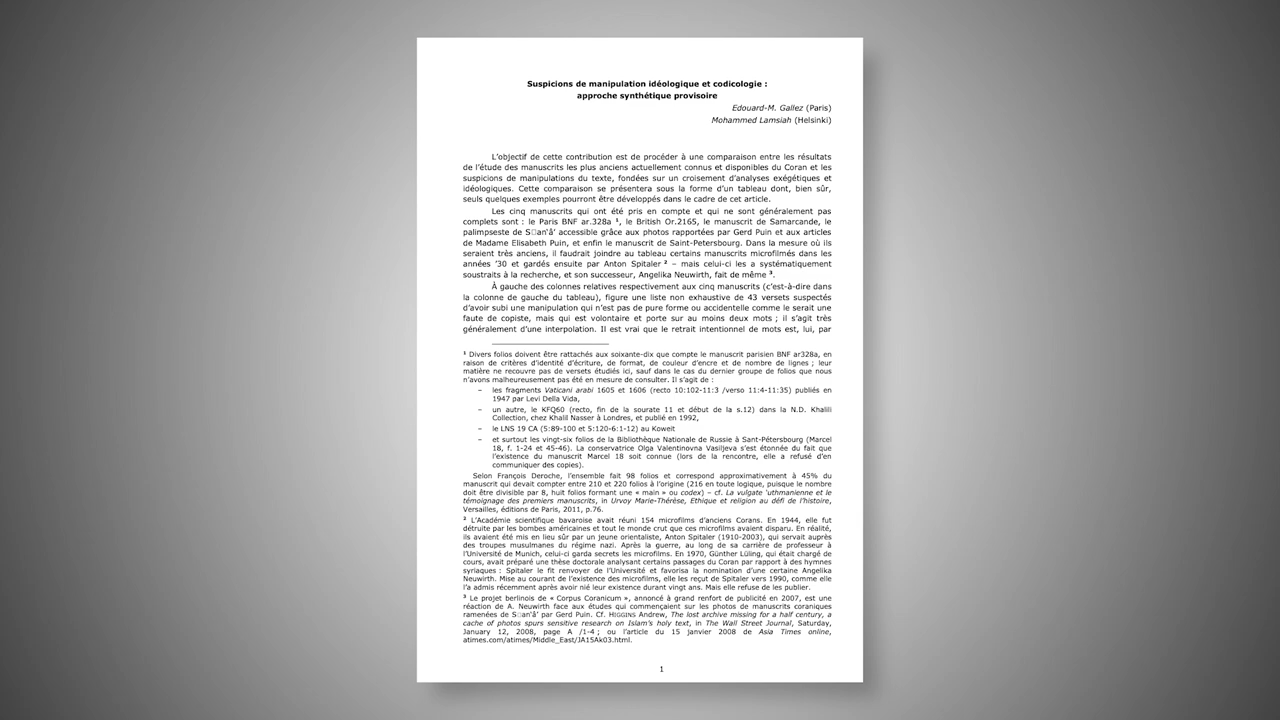 Suspicions de manipulation idéologique et codicologie :
approche synthétique provisoire
Edouard-M. Gallez (Paris)
Mohammed Lamsiah (Helsinki)
L’objectif de cette contribution est de procéder à une comparaison entre les résultats
de l’étude des manuscrits les plus anciens actuellement connus et disponibles du Coran et les
suspicions de manipulations du texte, fondées sur un croisement d’analyses exégétiques et
idéologiques. Cette comparaison se présentera sous la forme d’un tableau dont, bien sûr,
seuls quelques exemples pourront être développés dans le cadre de cet article.
Les cinq manuscrits qui ont été pris en compte et qui ne sont généralement pas
complets sont : le Paris BNF ar.328a ¹, le British Or.2165, le manuscrit de Samarcande, le
palimpseste de S□an‘â’ accessible grâce aux photos rapportées par Gerd Puin et aux articles
de Madame Elisabeth Puin, et enfin le manuscrit de Saint-Petersbourg. Dans la mesure où ils
seraient très anciens, il faudrait joindre au tableau certains manuscrits microfilmés dans les
années ’30 et gardés ensuite par Anton Spitaler ² – mais celui-ci les a systématiquement
soustraits à la recherche, et son successeur, Angelika Neuwirth, fait de même ³.
À gauche des colonnes relatives respectivement aux cinq manuscrits (c’est-à-dire dans
la colonne de gauche du tableau), figure une liste non exhaustive de 43 versets suspectés
d’avoir subi une manipulation qui n’est pas de pure forme ou accidentelle comme le serait une
faute de copiste, mais qui est volontaire et porte sur au moins deux mots ; il s’agit très
généralement d’une interpolation. Il est vrai que le retrait intentionnel de mots est, lui, par
¹ Divers folios doivent être rattachés aux soixante-dix que compte le manuscrit parisien BNF ar328a, en
raison de critères d’identité d’écriture, de format, de couleur d’encre et de nombre de lignes ; leur
matière ne recouvre pas de versets étudiés ici, sauf dans le cas du dernier groupe de folios que nous
n’avons malheureusement pas été en mesure de consulter. Il s’agit de :
– les fragments Vaticani arabi 1605 et 1606 (recto 10:102-11:3 /verso 11:4-11:35) publiés en
1947 par Levi Della Vida,
– un autre, le KFQ60 (recto, fin de la sourate 11 et début de la s.12) dans la N.D. Khalili
Collection, chez Khalil Nasser à Londres, et publié en 1992,
– le LNS 19 CA (5:89-100 et 5:120-6:1-12) au Koweit
– et surtout les vingt-six folios de la Bibliothèque Nationale de Russie à Sant-Pétersbourg (Marcel
18, f. 1-24 et 45-46). La conservatrice Olga Valentinovna Vasiljeva s’est étonnée du fait que
l’existence du manuscrit Marcel 18 soit connue (lors de la rencontre, elle a refusé d’en
communiquer des copies).
Selon François Deroche, l’ensemble fait 98 folios et correspond approximativement à 45% du
manuscrit qui devait compter entre 210 et 220 folios à l’origine (216 en toute logique, puisque le nombre
doit être divisible par 8, huit folios formant une « main » ou codex) – cf. La vulgate ‘uthmanienne et le
témoignage des premiers manuscrits, in Urvoy Marie-Thérèse, Ethique et religion au défi de l’histoire,
Versailles, éditions de Paris, 2011, p.76.
² L’Académie scientifique bavaroise avait réuni 154 microfilms d’anciens Corans. En 1944, elle fut
détruite par les bombes américaines et tout le monde crut que ces microfilms avaient disparu. En réalité,
ils avaient été mis en lieu sûr par un jeune orientaliste, Anton Spitaler (1910-2003), qui servait auprès
des troupes musulmanes du régime nazi. Après la guerre, au long de sa carrière de professeur à
l’Université de Munich, celui-ci garda secrets les microfilms. En 1970, Günther Lüling, qui était chargé de
cours, avait préparé une thèse doctorale analysant certains passages du Coran par rapport à des hymnes
syriaques : Spitaler le fit renvoyer de l’Université et favorisa la nomination d’une certaine Angelika
Neuwirth. Mise au courant de l’existence des microfilms, elle les reçut de Spitaler vers 1990, comme elle
l’a admis récemment après avoir nié leur existence durant vingt ans. Mais elle refuse de les publier.
³ Le projet berlinois de « Corpus Coranicum », annoncé à grand renfort de publicité en 2007, est une
réaction de A. Neuwirth face aux études qui commençaient sur les photos de manuscrits coraniques
ramenées de S□an‘â’ par Gerd Puin. Cf. HIGGINS Andrew, The lost archive missing for a half century, a
cache of photos spurs sensitive research on Islam’s holy text, in The Wall Street Journal, Saturday,
January 12, 2008, page A /1-4 ; ou l’article du 15 janvier 2008 de Asia Times online,
atimes.com/atimes/Middle_East/JA15Ak03.html.
1